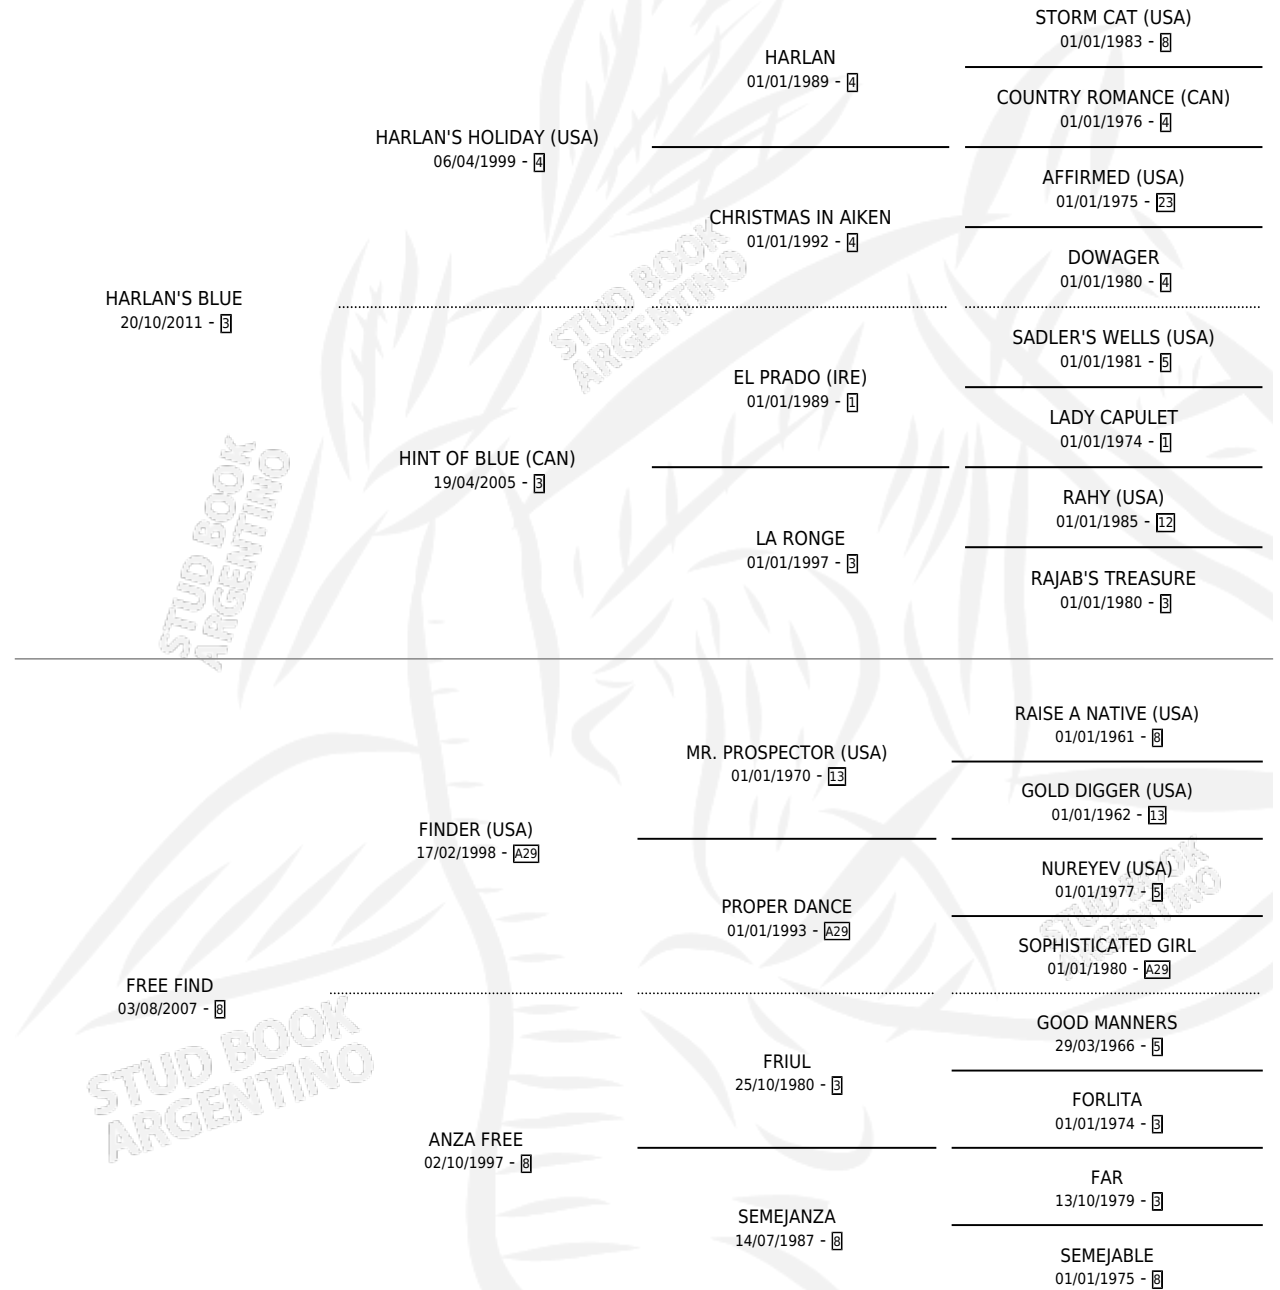 STORM CAT (USA)
01/01/1983 - 8
HARLAN
01/01/1989 - 4
COUNTRY ROMANCE (CAN)
01/01/1976 - 4
HARLAN'S HOLIDAY (USA)
06/04/1999 - 4
AFFIRMED (USA)
01/01/1975 - 23
CHRISTMAS IN AIKEN
01/01/1992 - 4
DOWAGER
01/01/1980 - 4
HARLAN'S BLUE
20/10/2011 - 3
STUD BOOK
ARGENTINO
SADLER'S WELLS (USA)
01/01/1981 - 5
EL PRADO (IRE)
01/01/1989 - 1
LADY CAPULET
01/01/1974 - 1
HINT OF BLUE (CAN)
19/04/2005 - 3
RAHY (USA)
01/01/1985 - 12
LA RONGE
01/01/1997 - 3
RAJAB'S TREASURE
01/01/1980 - 3
STUD BOOK
ARGENTINO
RAISE A NATIVE (USA)
01/01/1961 - 8
MR. PROSPECTOR (USA)
01/01/1970 - 13
GOLD DIGGER (USA)
01/01/1962 - 13
FINDER (USA)
17/02/1998 - A29
NUREYEV (USA)
01/01/1977 - 5
PROPER DANCE
01/01/1993 - A29
STUD BOOK
ARGENTINO
SOPHISTICATED GIRL
01/01/1980 - A29
FREE FIND
03/08/2007 - 8
STUD BOOK
ARGENTINO
GOOD MANNERS
29/03/1966 - 5
FRIUL
25/10/1980 - 3
FORLITA
01/01/1974 - 3
ANZA FREE
02/10/1997 - 8
FAR
13/10/1979 - 3
SEMEJANZA
14/07/1987 - 8
SEMEJABLE
01/01/1975 - 8